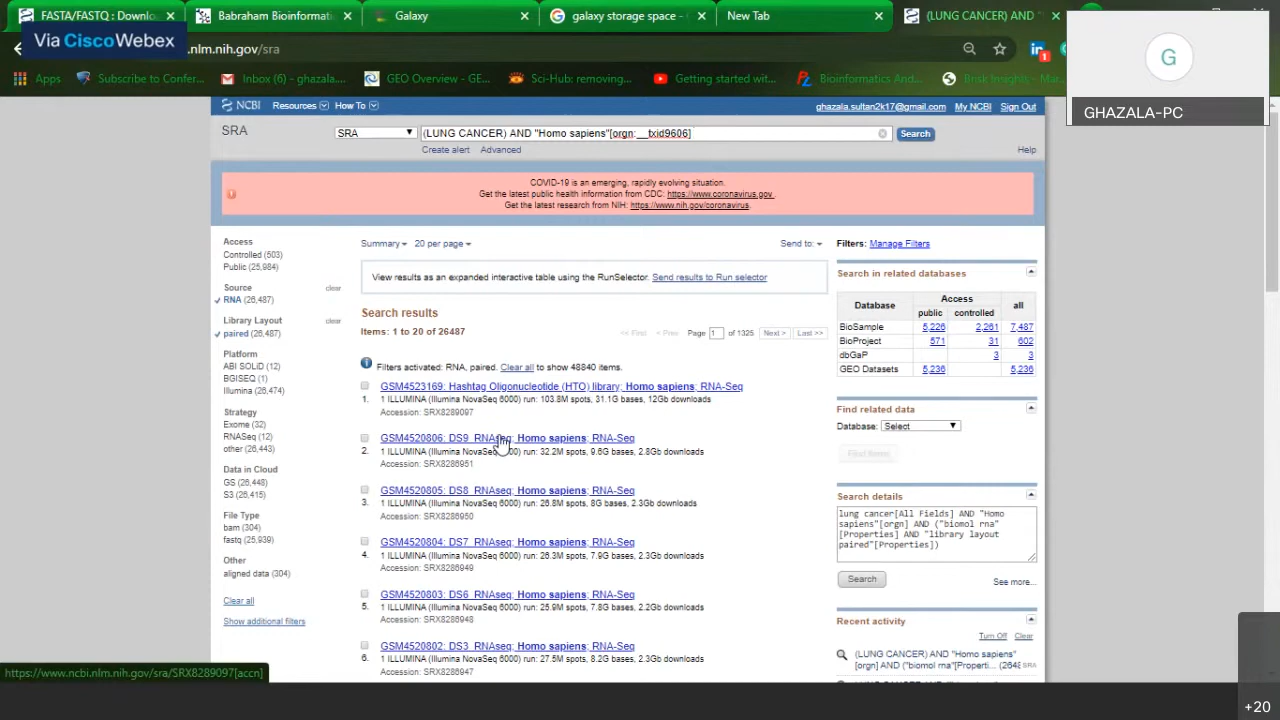 FASTA/FASTQ : Downlo
Babraham Bioinformati
Galaxy
galaxy storage space -
New Tab
(LUNG CANCER) AND "
Via CiscoWebex
.nlm.nih.gov/sra
G
GHAZALA-PC
Apps
Subscribe to Confer...
Inbox (6) - ghazala....
GEO Overview - GE...
Sci-Hub: removing...
Getting started wit...
Bioinformatics And...
Brisk Insights - Mar...
NCBI
Resources
How To
ghazala.sultan2k17@gmail.com
My NCBI
Sign Out
SRA
SRA
(LUNG CANCER) AND "Homo sapiens"[orgn:__txid9606]
Search
Create alert
Advanced
Help
COVID-19 is an emerging, rapidly evolving situation.
Get the latest public health information from CDC: https://www.coronavirus.gov
Get the latest research from NIH: https://www.nih.gov/coronavirus.
Access
Controlled (503)
Public (25,984)
Source
clear
RNA (26,487)
Library Layout
clear
paired (26,487)
Platform
ABI SOLiD (12)
BGISEQ (1)
Illumina (26,474)
Strategy
Exome (32)
RNASeq (12)
other (26,443)
Data in Cloud
GS (26,448)
S3 (26,415)
File Type
bam (304)
fastq (25,939)
Other
aligned data (304)
Clear all
Show additional filters
Summary
20 per page
Send to:
View results as an expanded interactive table using the RunSelector. Send results to Run selector
Search results
Items: 1 to 20 of 26487
<< First
< Prev
Page 1 of 1325
Next >
Last >>
Filters activated: RNA, paired. Clear all to show 48840 items.
GSM4523169: Hashtag Oligonucleotide (HTO) library; Homo sapiens; RNA-Seq
1. 1 ILLUMINA (Illumina NovaSeq 6000) run: 103.8M spots, 31.1G bases, 12Gb downloads
Accession: SRX8289097
GSM4520806: DS9_RNAseq; Homo sapiens; RNA-Seq
2. 1 ILLUMINA (Illumina NovaSeq 6000) run: 32.2M spots, 9.6G bases, 2.8Gb downloads
Accession: SRX8286951
GSM4520805: DS8_RNAseq; Homo sapiens; RNA-Seq
3. 1 ILLUMINA (Illumina NovaSeq 6000) run: 26.8M spots, 8G bases, 2.3Gb downloads
Accession: SRX8286950
GSM4520804: DS7_RNAseq; Homo sapiens; RNA-Seq
4. 1 ILLUMINA (Illumina NovaSeq 6000) run: 26.3M spots, 7.9G bases, 2.3Gb downloads
Accession: SRX8286949
GSM4520803: DS6_RNAseq; Homo sapiens; RNA-Seq
5. 1 ILLUMINA (Illumina NovaSeq 6000) run: 25.9M spots, 7.8G bases, 2.2Gb downloads
Accession: SRX8286948
GSM4520802: DS3_RNAseq; Homo sapiens; RNA-Seq
6. 1 ILLUMINA (Illumina NovaSeq 6000) run: 27.5M spots, 8.2G bases, 2.3Gb downloads
Accession: SRX8286947
Filters: Manage Filters
Search in related databases
Database Access all
public controlled
BioSample 5,226 2,261 7,487
BioProject 571 31 602
dbGaP 3 3
GEO Datasets 5,236 5,236
Find related data
Database: Select
Find items
Search details
lung cancer[All Fields] AND "Homo
sapiens"[orgn] AND ("biomol rna"
[Properties] AND "library layout
paired"[Properties])
Search
See more...
Recent activity
Turn Off
Clear
(LUNG CANCER) AND "Homo sapiens"
[orgn] AND ("biomol rna"[Properti... (2648 SRA
https://www.ncbi.nlm.nih.gov/sra/SRX8289097[accn]
+20